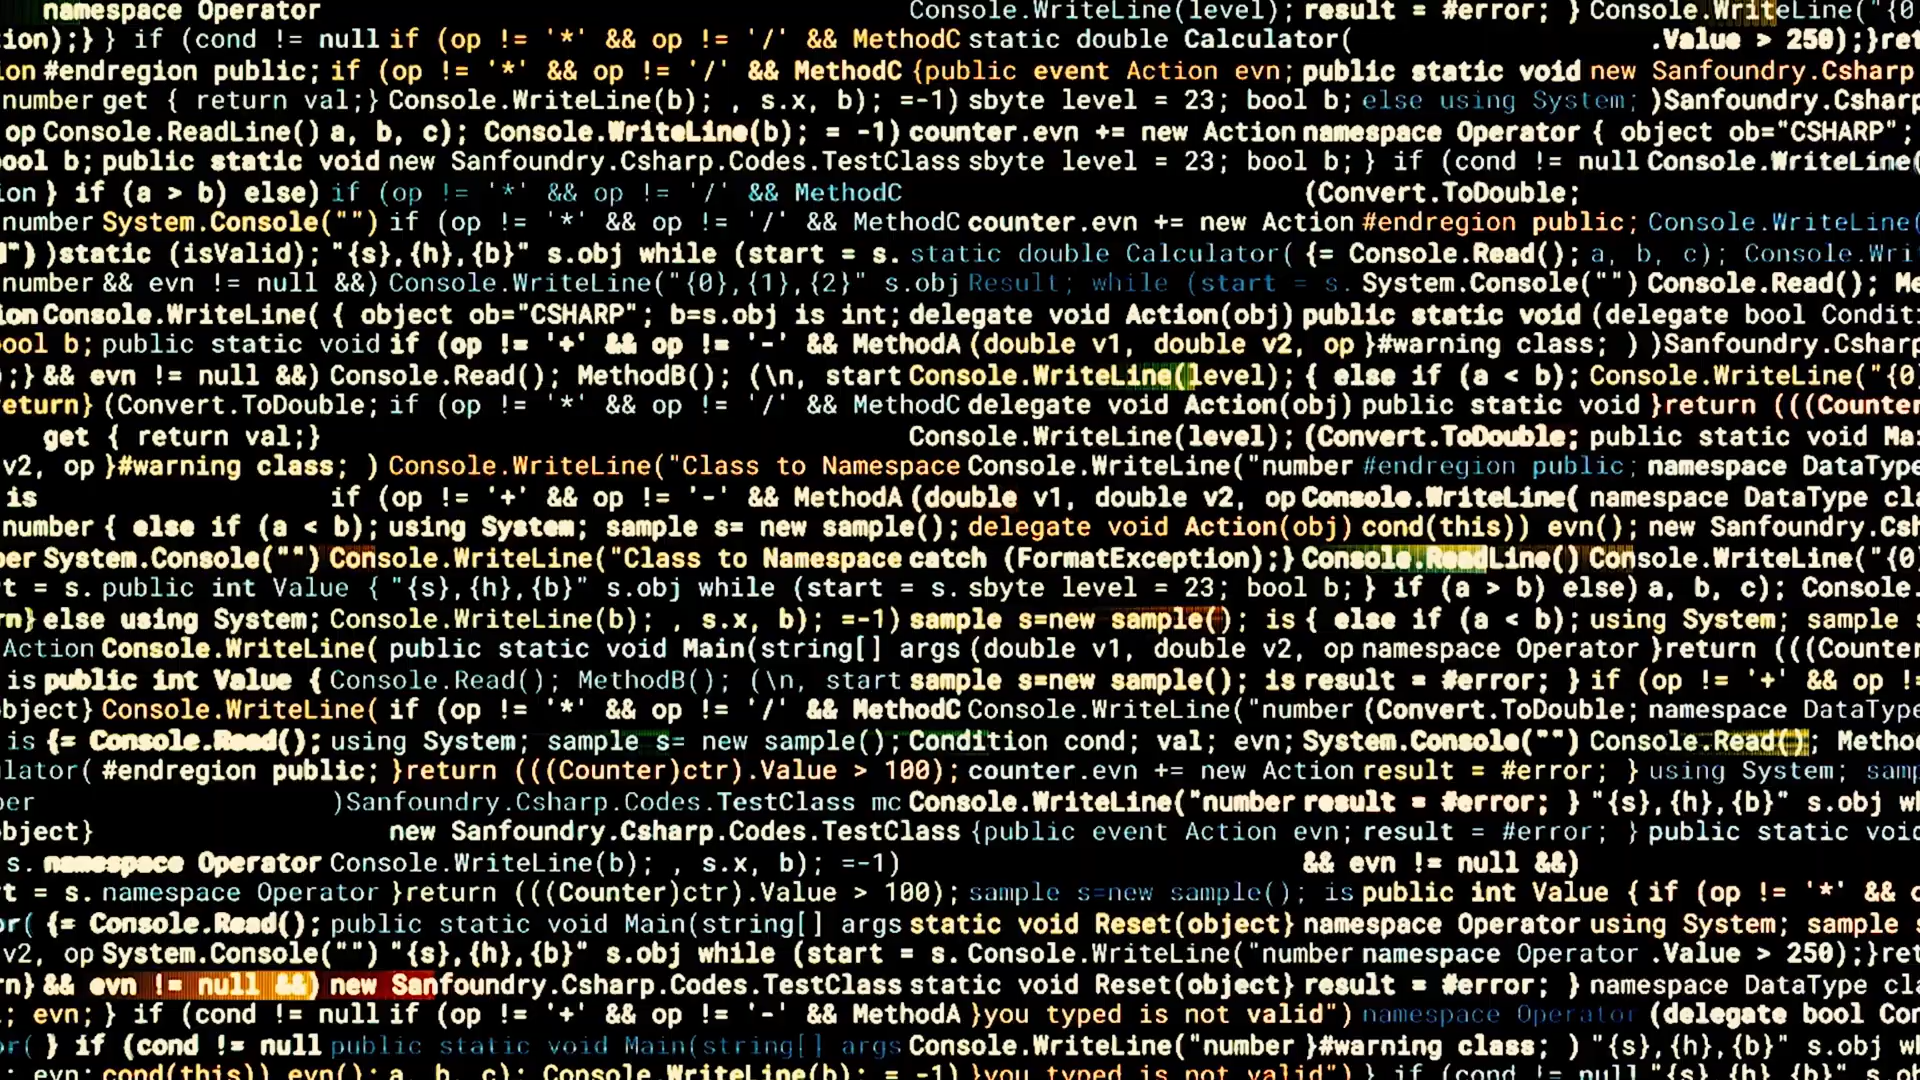 namespace Operator Console.WriteLine(level); result = #error; } Console.WriteLine("{0
ion);} } if (cond != null if (op != '*' && op != '/' && MethodC static double Calculator( .Value > 250);}ret
ion #endregion public; if (op != '*' && op != '/' && MethodC {public event Action evn; public static void new Sanfoundry.Csharp
number get { return val;} Console.WriteLine(b); , s.x, b); =-1) sbyte level = 23; bool b; else using System; )Sanfoundry.Csharp
op Console.ReadLine() a, b, c); Console.WriteLine(b); = -1) counter.evn += new Action namespace Operator { object ob="CSHARP";
ool b; public static void new Sanfoundry.Csharp.Codes.TestClass sbyte level = 23; bool b; } if (cond != null Console.WriteLine(
ion } if (a > b) else) if (op != '*' && op != '/' && MethodC (Convert.ToDouble;
number System.Console("") if (op != '*' && op != '/' && MethodC counter.evn += new Action #endregion public; Console.WriteLine(
") )static (isValid); "{s},{h},{b}" s.obj while (start = s. static double Calculator( {= Console.Read(); a, b, c); Console.Wri
number && evn != null &&) Console.WriteLine("{0},{1},{2}" s.obj Result; while (start = s. System.Console("") Console.Read(); Me
ion Console.WriteLine( { object ob="CSHARP"; b=s.obj is int; delegate void Action(obj) public static void (delegate bool Condit
ool b; public static void if (op != '+' && op != '-' && MethodA (double v1, double v2, op }#warning class; ) )Sanfoundry.Csharp
;} && evn != null &&) Console.Read(); MethodB(); (\n, start Console.WriteLine(level); { else if (a < b); Console.WriteLine("{0
eturn} (Convert.ToDouble; if (op != '*' && op != '/' && MethodC delegate void Action(obj) public static void }return (((Counter
get { return val;} Console.WriteLine(level); (Convert.ToDouble; public static void Ma
v2, op }#warning class; ) Console.WriteLine("Class to Namespace Console.WriteLine("number #endregion public; namespace DataType
is if (op != '+' && op != '-' && MethodA (double v1, double v2, op Console.WriteLine( namespace DataType cla
number { else if (a < b); using System; sample s= new sample(); delegate void Action(obj) cond(this)) evn(); new Sanfoundry.Csh
er System.Console("") Console.WriteLine("Class to Namespace catch (FormatException);} Console.ReadLine() Console.WriteLine("{0
t = s. public int Value { "{s},{h},{b}" s.obj while (start = s. sbyte level = 23; bool b; } if (a > b) else) a, b, c); Console.
rn} else using System; Console.WriteLine(b); , s.x, b); =-1) sample s=new sample(); is { else if (a < b); using System; sample s
Action Console.WriteLine( public static void Main(string[] args (double v1, double v2, op namespace Operator }return (((Counter
is public int Value { Console.Read(); MethodB(); (\n, start sample s=new sample(); is result = #error; } if (op != '+' && op !=
bject} Console.WriteLine( if (op != '*' && op != '/' && MethodC Console.WriteLine("number (Convert.ToDouble; namespace DataType
is {= Console.Read(); using System; sample s= new sample(); Condition cond; val; evn; System.Console("") Console.Read(); Metho
lator( #endregion public; }return (((Counter)ctr).Value > 100); counter.evn += new Action result = #error; } using System; samp
er )Sanfoundry.Csharp.Codes.TestClass mc Console.WriteLine("number result = #error; } "{s},{h},{b}" s.obj wh
bject} new Sanfoundry.Csharp.Codes.TestClass {public event Action evn; result = #error; } public static void
s. namespace Operator Console.WriteLine(b); , s.x, b); =-1) && evn != null &&)
t = s. namespace Operator }return (((Counter)ctr).Value > 100); sample s=new sample(); is public int Value { if (op != '*' && o
or( {= Console.Read(); public static void Main(string[] args static void Reset(object} namespace Operator using System; sample s
v2, op System.Console("") "{s},{h},{b}" s.obj while (start = s. Console.WriteLine("number namespace Operator .Value > 250);}ret
rn} && evn != null &&) new Sanfoundry.Csharp.Codes.TestClass static void Reset(object} result = #error; } namespace DataType cla
; evn; } if (cond != null if (op != '+' && op != '-' && MethodA }you typed is not valid") namespace Operator (delegate bool Con
or( } if (cond != null public static void Main(string[] args Console.WriteLine("number }#warning class; ) "{s},{h},{b}" s.obj wh
; evn; cond(this)) evn(); a, b, c); Console.WriteLine(b); = -1) }you typed is not valid") } if (cond != null "{s},{h},{b}" s.ob